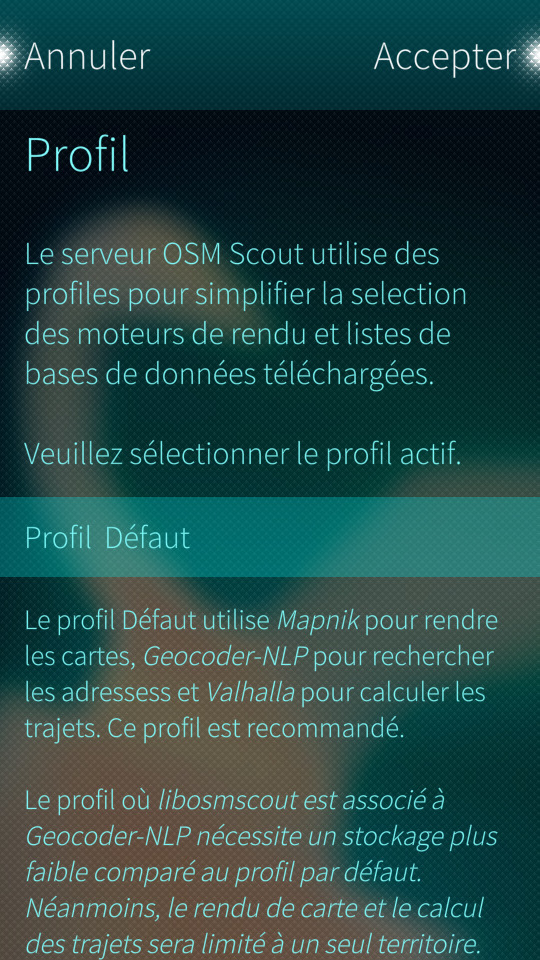 Annuler
Accepter
Profil
Le serveur OSM Scout utilise des
profiles pour simplifier la selection
des moteurs de rendu et listes de
bases de données téléchargées.
Veuillez sélectionner le profil actif.
Profil Défaut
Le profil Défaut utilise Mapnik pour rendre
les cartes, Geocoder-NLP pour rechercher
les adressess et Valhalla pour calculer les
trajets. Ce profil est recommandé.
Le profil où libosmscout est associé à
Geocoder-NLP nécessite un stockage plus
faible comparé au profil par défaut.
Néanmoins, le rendu de carte et le calcul
des trajets sera limité à un seul territoire.